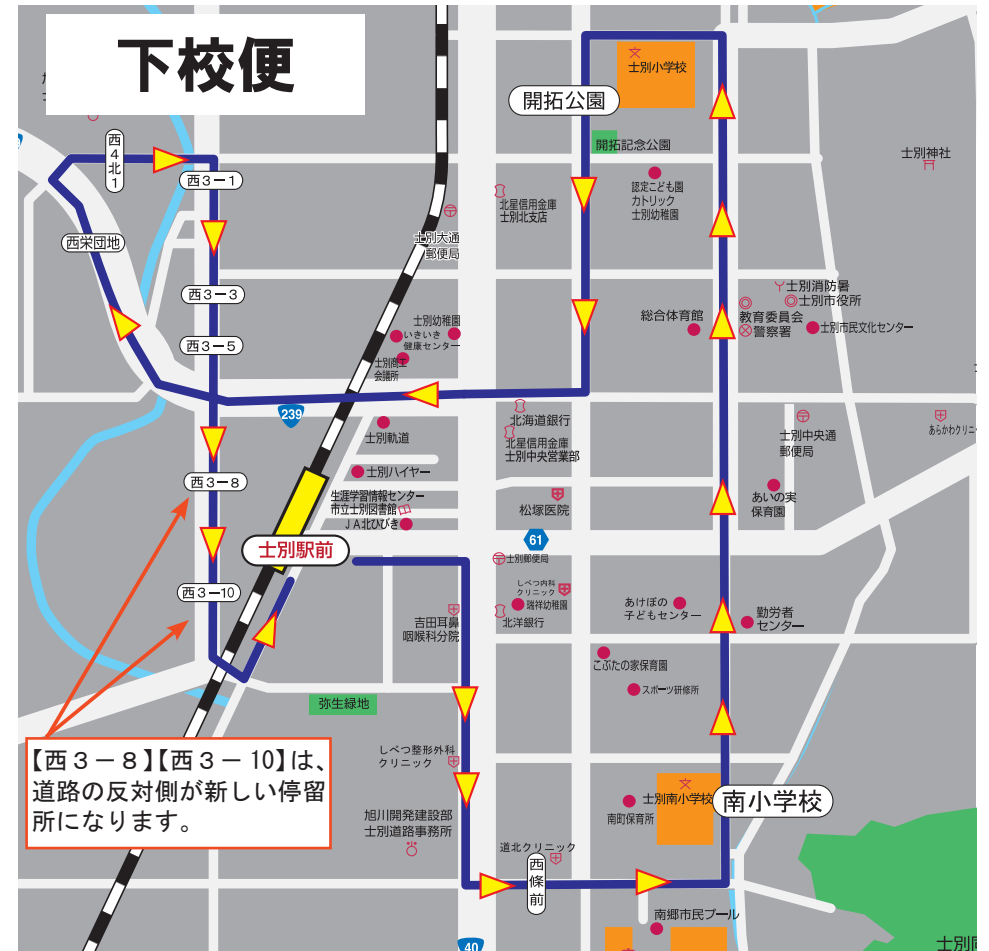 下校便
士別小学校
開拓公園
開拓記念公園
西4北1
西3−1
士別神社
認定こども園
カトリック
士別幼稚園
北星信用金庫
士別北支店
西栄団地
士別大通
郵便局
西3−3
士別消防署
士別市役所
総合体育館
教育委員会
警察署
士別市民文化センター
士別幼稚園
いきいき
健康センター
西3−5
士別商工
会議所
239
北海道銀行
士別軌道
北星信用金庫
士別中央営業部
士別中央通
郵便局
あらかわクリニ
士別ハイヤー
西3−8
生涯学習情報センター
市立士別図書館
JA北ひびき
松塚医院
あいの実
保育園
61
士別駅前
士別郵便局
しべつ内科
クリニック
西3−10
瑞祥幼稚園
あけぼの
子どもセンター
勤労者
センター
吉田耳鼻
咽喉科分院
北洋銀行
こぶたの家保育園
スポーツ研修所
弥生緑地
【西3−8】【西3−10】は、
道路の反対側が新しい停留
所になります。
しべつ整形外科
クリニック
士別南小学校
南小学校
南町保育所
旭川開発建設部
士別道路事務所
道北クリニック
西條前
南郷市民プール
40